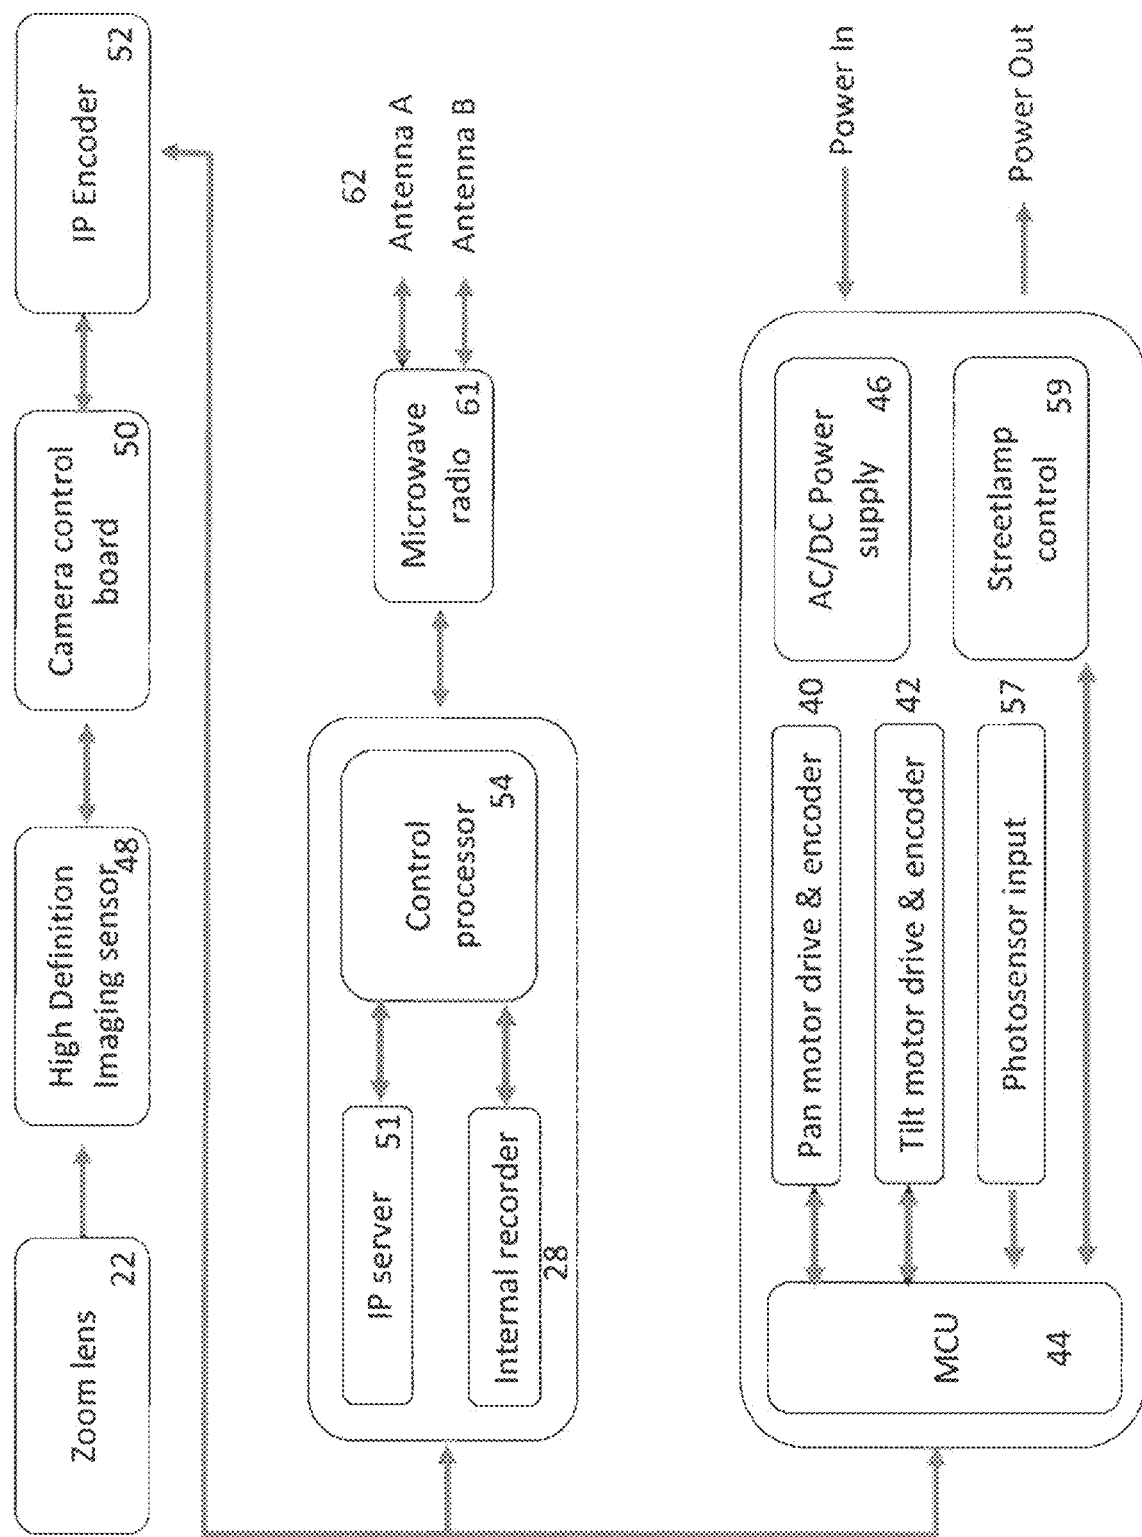 Zoom lens
22
High Definition
Imaging sensor
48
Camera control
board
50
IP Encoder
52
IP server
51
Internal recorder
28
Control
processor
54
Microwave
radio
61
62
Antenna A
Antenna B
MCU
44
Pan motor drive & encoder
40
Tilt motor drive & encoder
42
Photosensor input
57
AC/DC Power
supply
46
Streetlamp
control
59
Power In
Power Out